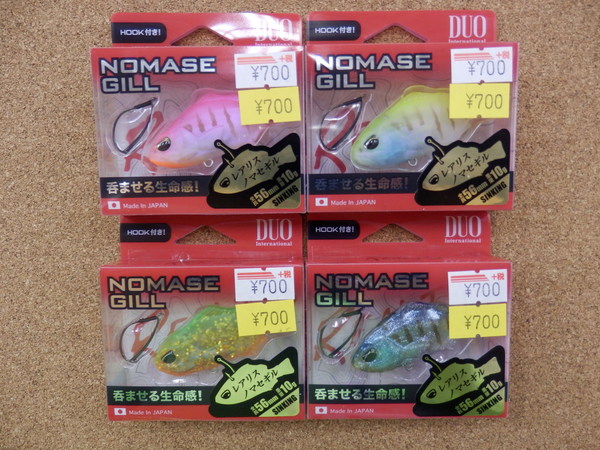 HOOK付き!
DUO
International
NOMASE
GILL
+税
¥700
¥700
レアリス
ノマセギル
呑ませる生命感!
56mm 10g
SINKING
Made In JAPAN
HOOK付き!
DUO
International
NOMASE
GILL
+税
¥700
¥700
レアリス
ノマセギル
呑ませる生命感!
56mm 10g
SINKING
Made In JAPAN
HOOK付き!
DUO
International
NOMASE
GILL
+税
¥700
¥700
レアリス
ノマセギル
呑ませる生命感!
56mm 10g
SINKING
Made In JAPAN
HOOK付き!
DUO
International
NOMASE
GILL
+税
¥700
¥700
レアリス
ノマセギル
呑ませる生命感!
56mm 10g
SINKING
Made In JAPAN